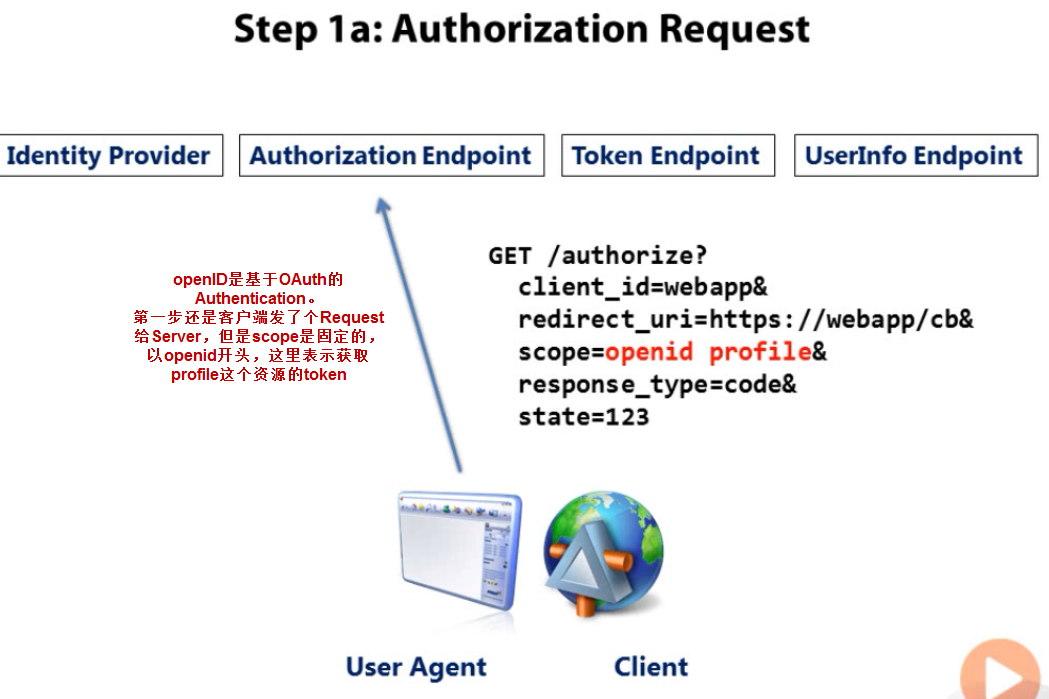 Step 1a: Authorization Request
Identity Provider
Authorization Endpoint
Token Endpoint
UserInfo Endpoint
GET /authorize?
client_id=webapp&
redirect_uri=https://webapp/cb&
scope=openid profile&
response_type=code&
state=123
openID是基于OAuth的
Authentication。
第一步还是客户端发了个Request
给Server，但是scope是固定的，
以openid开头，这里表示获取
profile这个资源的token
User Agent
Client